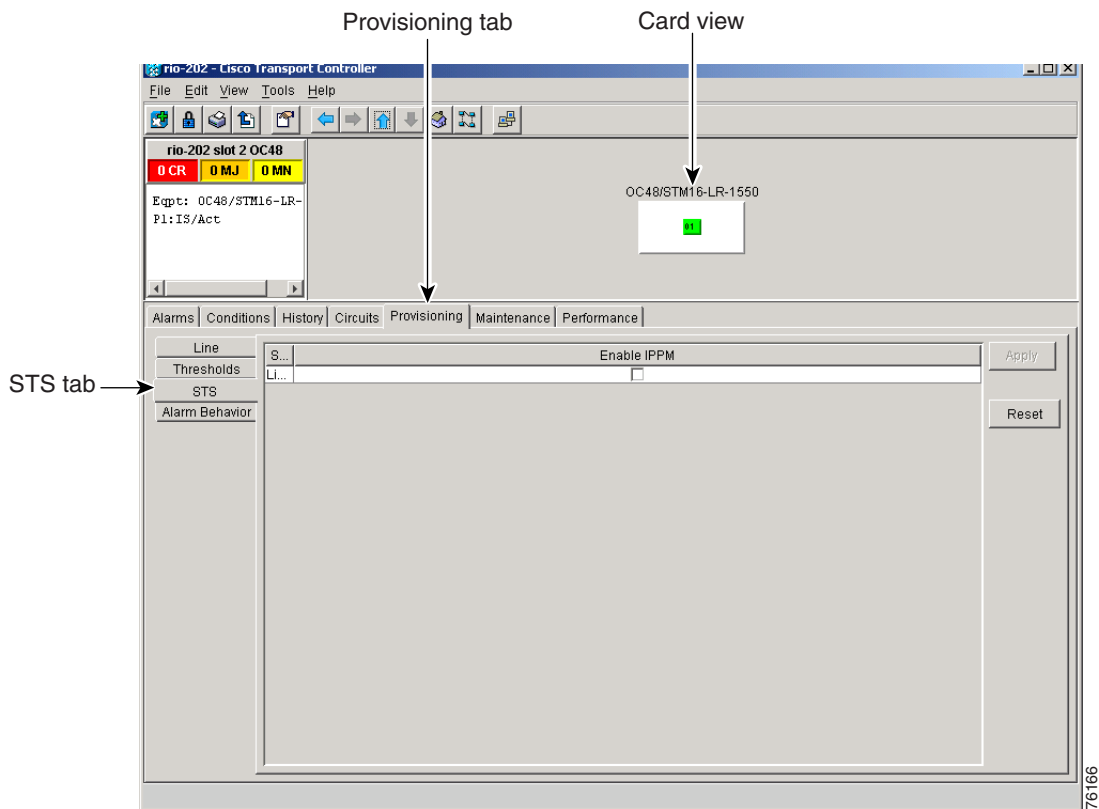 Provisioning tab
Card view
rio-202 - Cisco Transport Controller
File Edit View Tools Help
rio-202 slot 2 OC48
0 CR 0 MJ 0 MN
Eqpt: OC48/STM16-LR-
P1:IS/Act
OC48/STM16-LR-1550
01
Alarms Conditions History Circuits Provisioning Maintenance Performance
Line
Thresholds
STS
Alarm Behavior
S... Enable IPPM
Li...
Apply
Reset
STS tab
76166